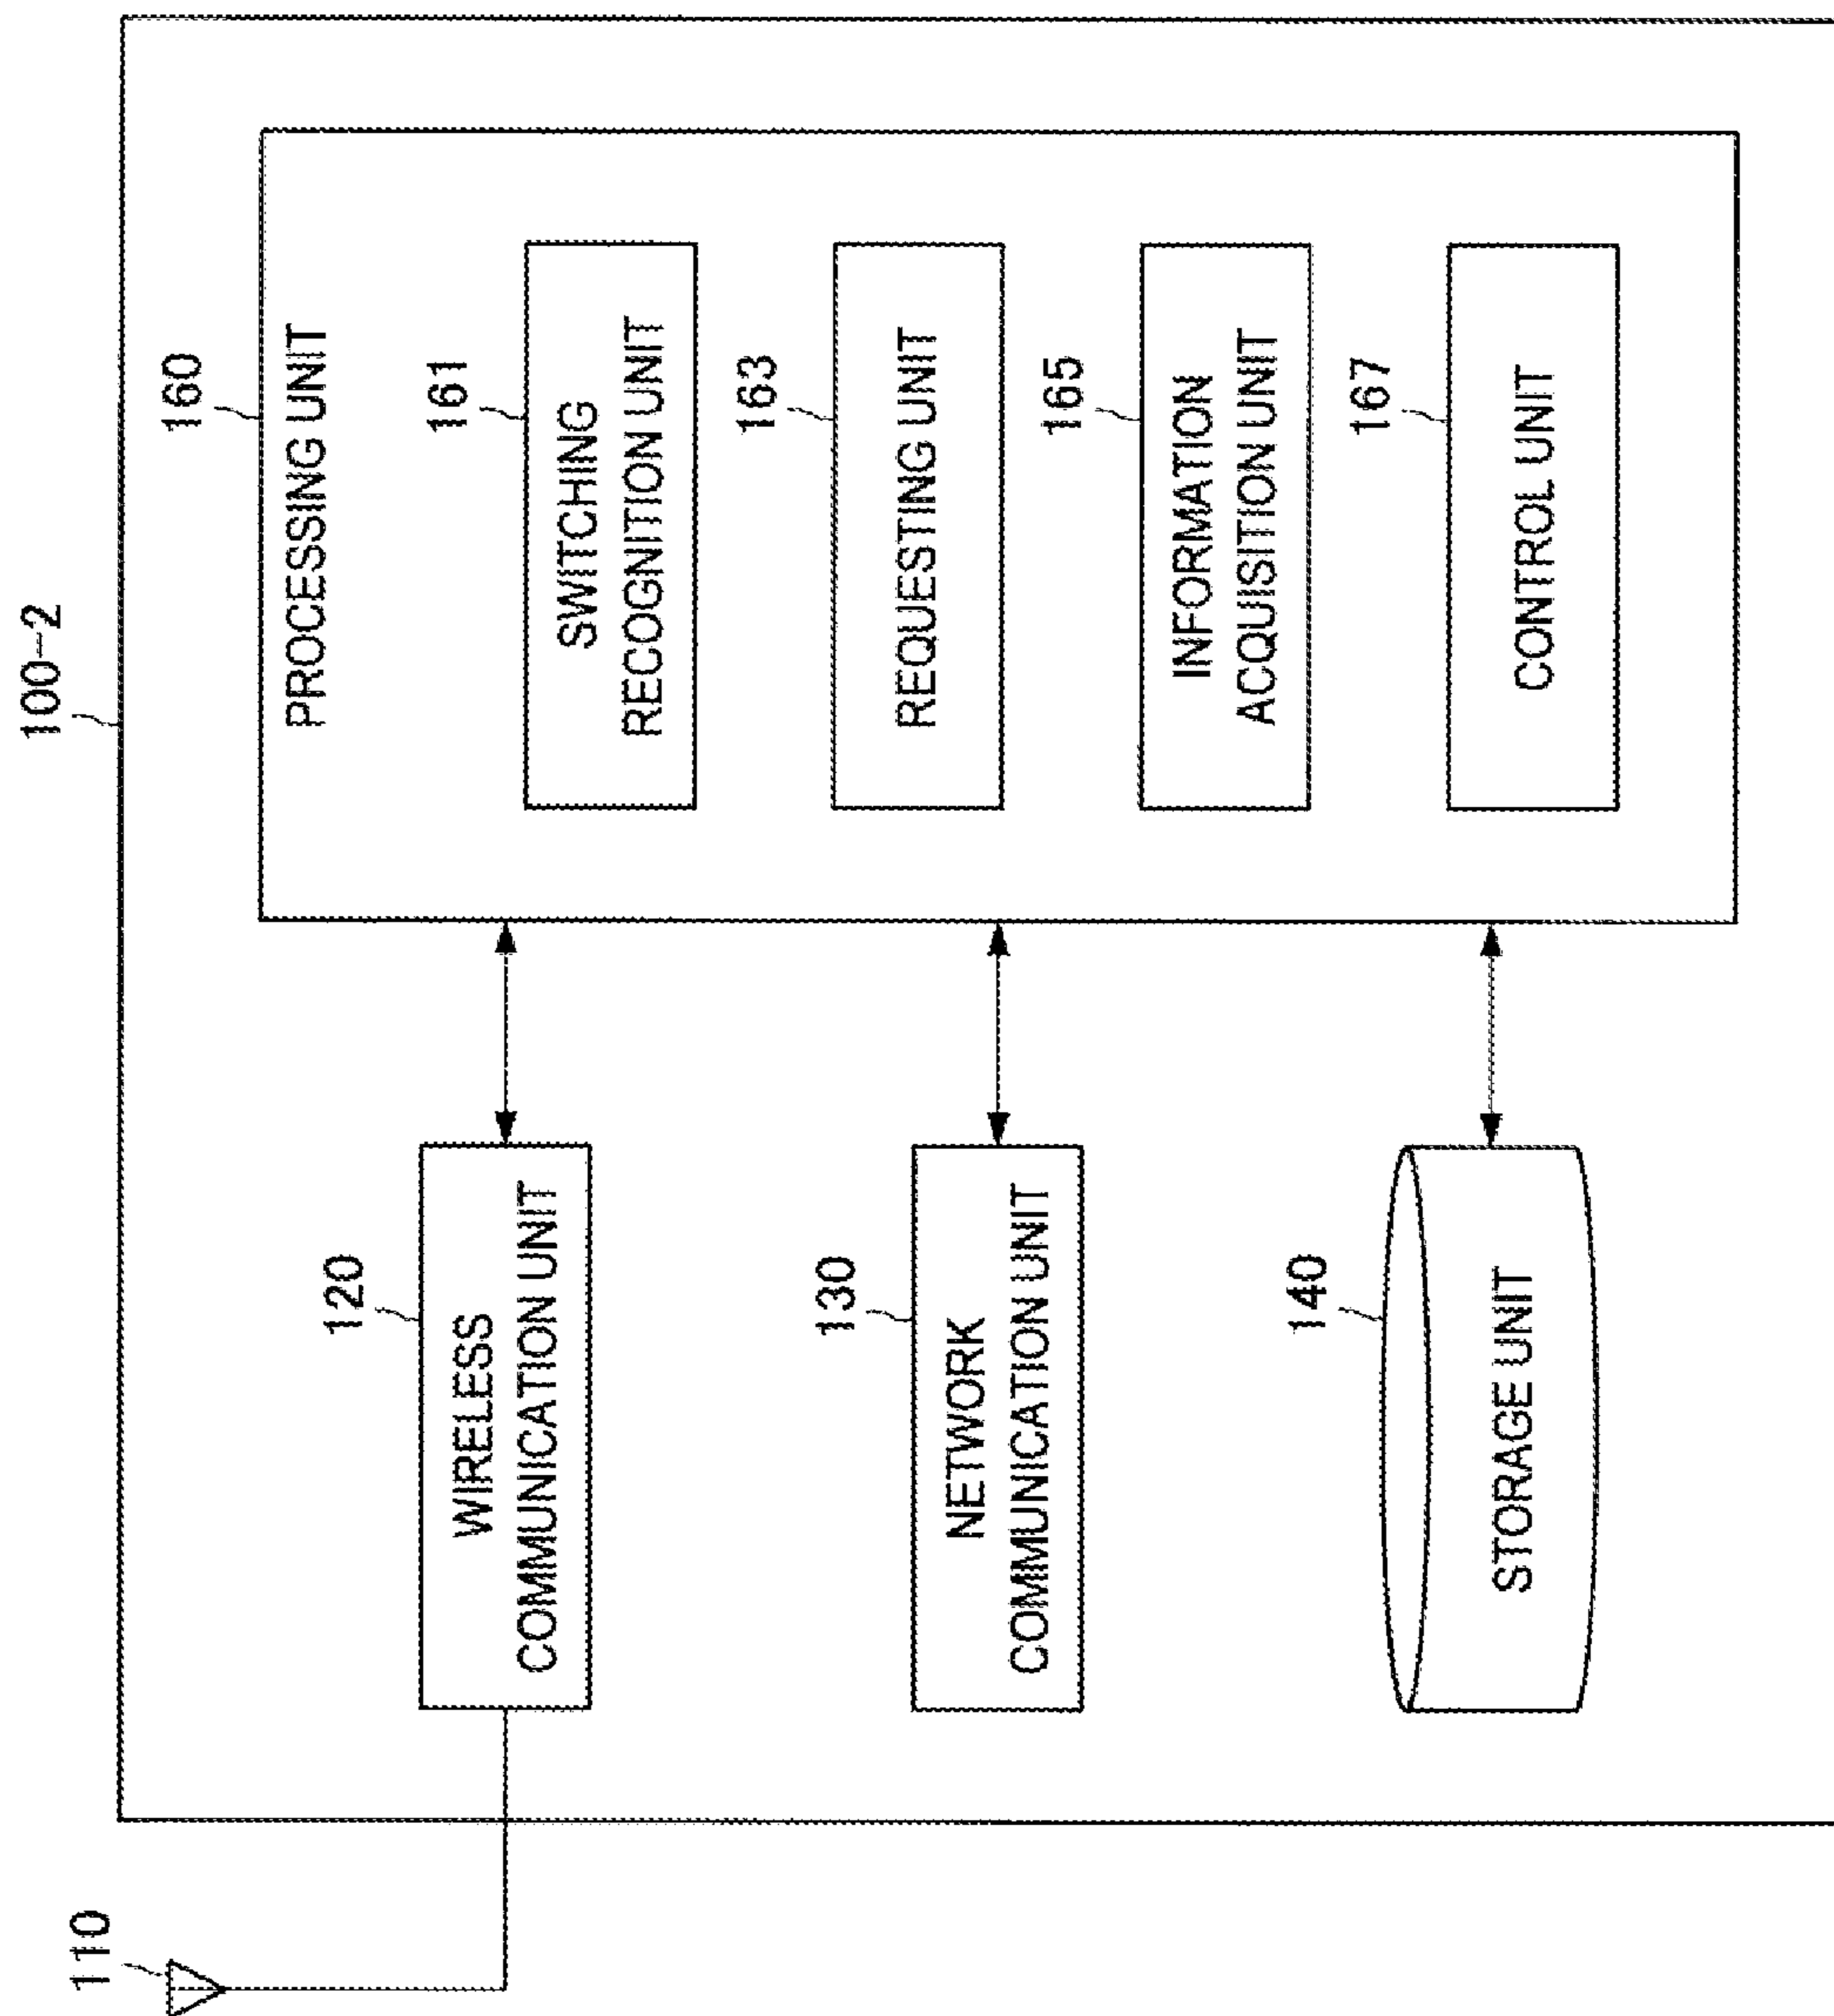 100-2
110
120
WIRELESS
COMMUNICATION UNIT
130
NETWORK
COMMUNICATION UNIT
140
STORAGE UNIT
160
PROCESSING UNIT
161
SWITCHING
RECOGNITION UNIT
163
REQUESTING UNIT
165
INFORMATION
ACQUISITION UNIT
167
CONTROL UNIT